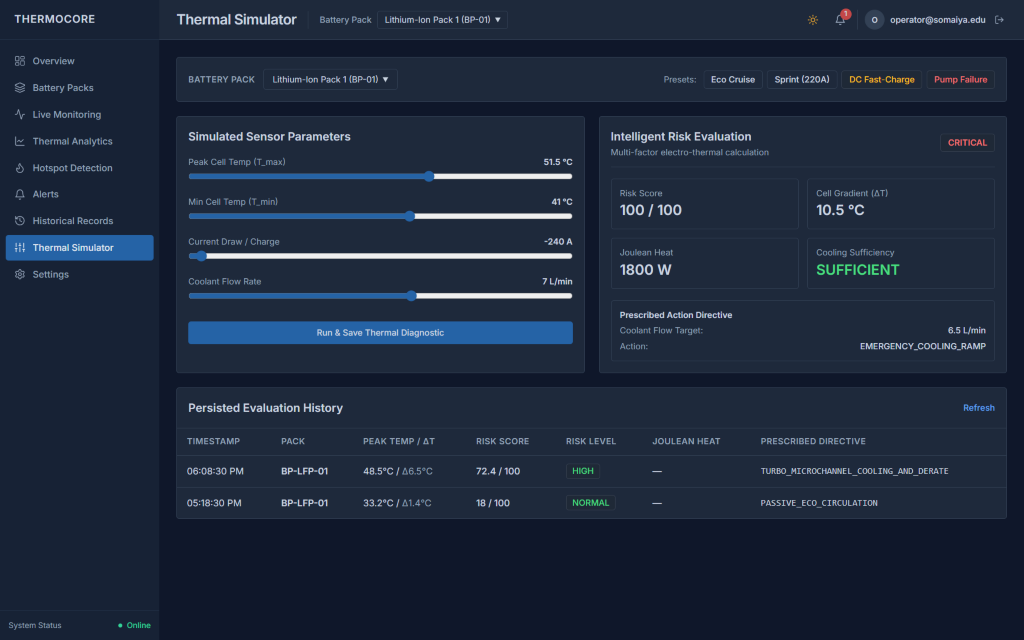 THERMOCORE
Thermal Simulator Battery Pack Lithium-Ion Pack 1 (BP-01) ▼ 1 O operator@somaiya.edu
Overview
Battery Packs
Live Monitoring
Thermal Analytics
Hotspot Detection
Alerts
Historical Records
Thermal Simulator
Settings
System Status Online
BATTERY PACK Lithium-Ion Pack 1 (BP-01) ▼ Presets: Eco Cruise Sprint (220A) DC Fast-Charge Pump Failure
Simulated Sensor Parameters
Peak Cell Temp (T_max) 51.5 °C
Min Cell Temp (T_min) 41 °C
Current Draw / Charge -240 A
Coolant Flow Rate 7 L/min
Run & Save Thermal Diagnostic
Intelligent Risk Evaluation
Multi-factor electro-thermal calculation
CRITICAL
Risk Score
100 / 100
Cell Gradient (ΔT)
10.5 °C
Joulean Heat
1800 W
Cooling Sufficiency
SUFFICIENT
Prescribed Action Directive
Coolant Flow Target: 6.5 L/min
Action: EMERGENCY_COOLING_RAMP
Persisted Evaluation History Refresh
TIMESTAMP PACK PEAK TEMP / ΔT RISK SCORE RISK LEVEL JOULEAN HEAT PRESCRIBED DIRECTIVE
06:08:30 PM BP-LFP-01 48.5°C / Δ6.5°C 72.4 / 100 HIGH — TURBO_MICROCHANNEL_COOLING_AND_DERATE
05:18:30 PM BP-LFP-01 33.2°C / Δ1.4°C 18 / 100 NORMAL — PASSIVE_ECO_CIRCULATION